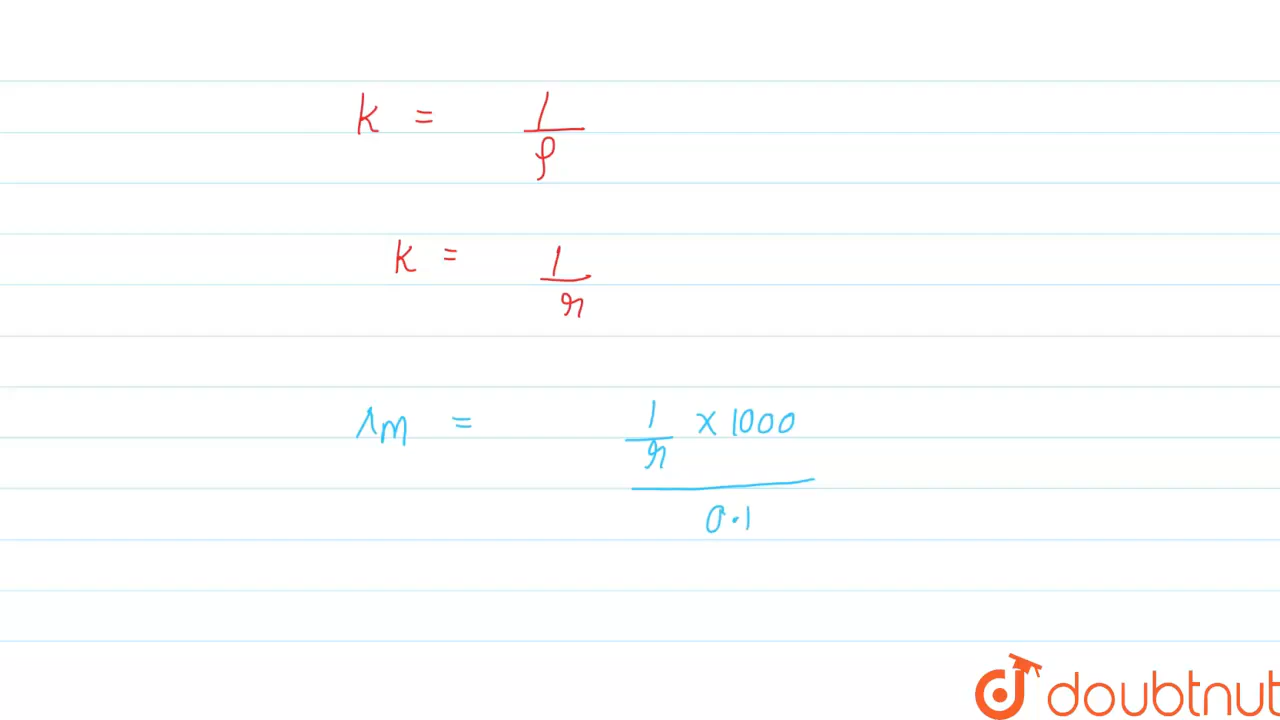 k = 1/ρ
k = 1/r
λm = (1/r × 1000)/0.1
doubtnut